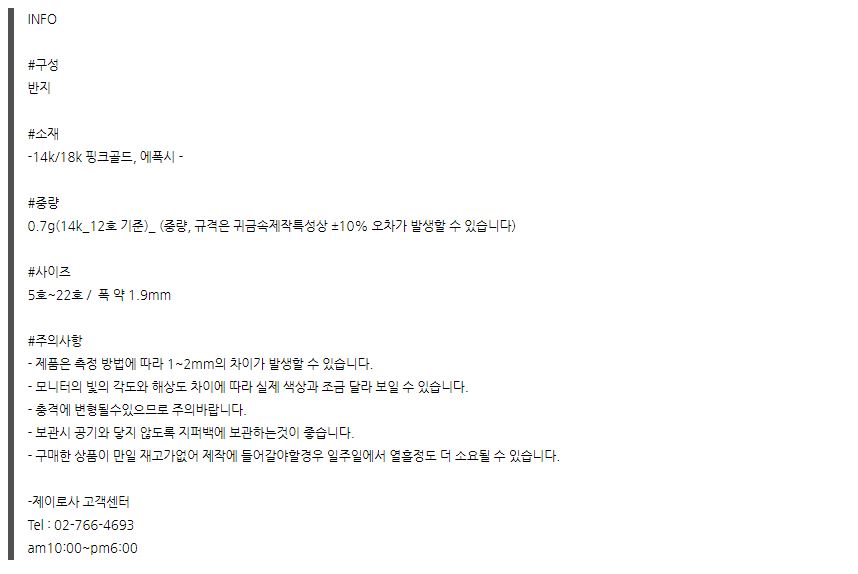 INFO
#구성
반지
#소재
-14k/18k 핑크골드, 에폭시 -
#중량
0.7g(14k_12호 기준)_ (중량, 규격은 귀금속제작특성상 ±10% 오차가 발생할 수 있습니다)
#사이즈
5호~22호 / 폭 약 1.9mm
#주의사항
- 제품은 측정 방법에 따라 1~2mm의 차이가 발생할 수 있습니다.
- 모니터의 빛의 각도와 해상도 차이에 따라 실제 색상과 조금 달라 보일 수 있습니다.
- 충격에 변형될수있으므로 주의바랍니다.
- 보관시 공기와 닿지 않도록 지퍼백에 보관하는것이 좋습니다.
- 구매한 상품이 만일 재고가없어 제작에 들어갈야할경우 일주일에서 열흘정도 더 소요될 수 있습니다.
-제이로사 고객센터
Tel : 02-766-4693
am10:00~pm6:00